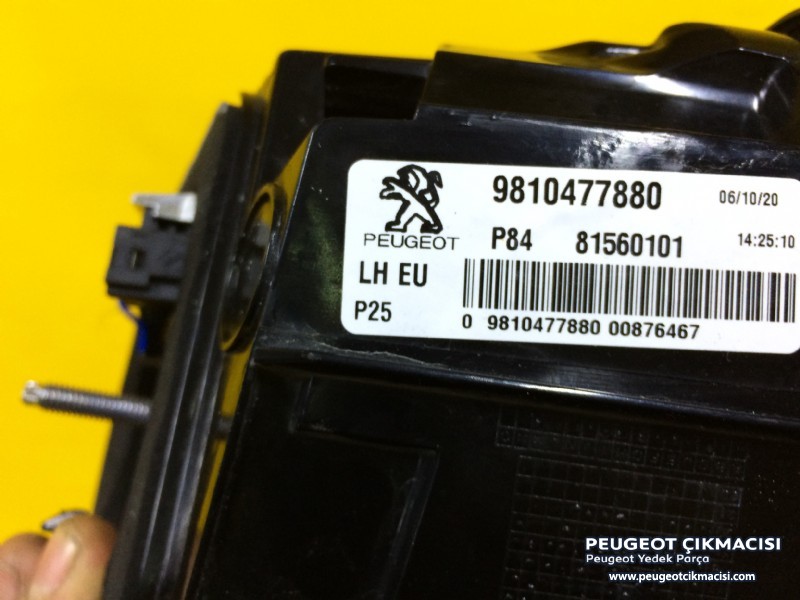 9810477880 06/10/20
PEUGEOT P84 81560101 14:25:10
LH EU
P25
0 9810477880 00876467
PEUGEOT ÇIKMACISI
Peugeot Yedek Parça
www.peugeotcikmacisi.com